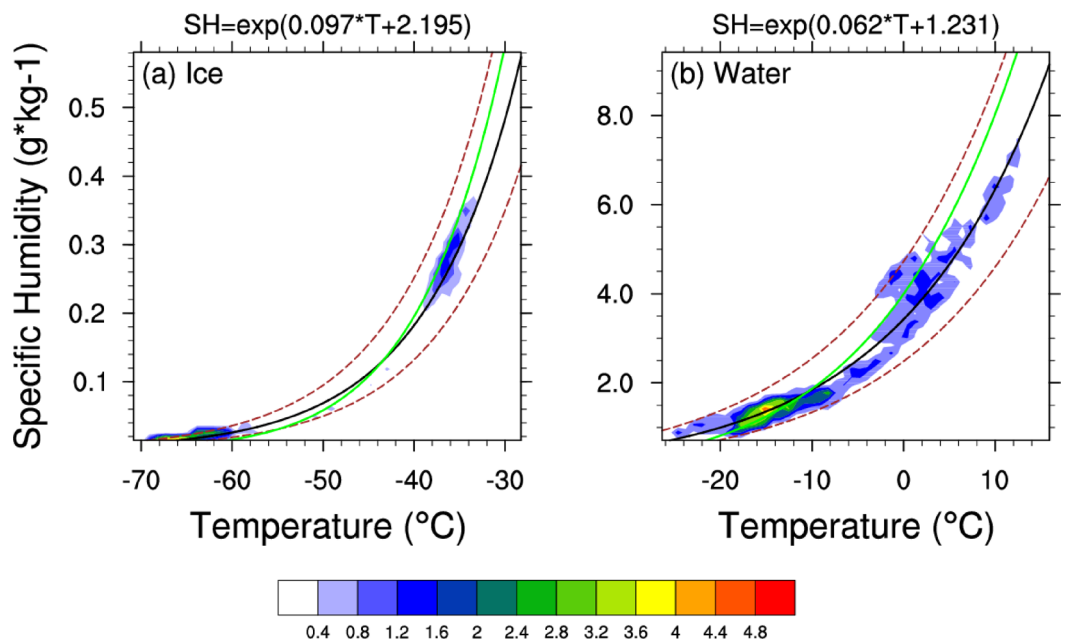 SH=exp(0.097*T+2.195)
SH=exp(0.062*T+1.231)
Specific Humidity (g*kg-1)
(a) Ice
0.5
0.4
0.3
0.2
0.1
-70 -60 -50 -40 -30
Temperature (°C)
(b) Water
8.0
6.0
4.0
2.0
-20 -10 0 10
Temperature (°C)
0.4 0.8 1.2 1.6 2 2.4 2.8 3.2 3.6 4 4.4 4.8